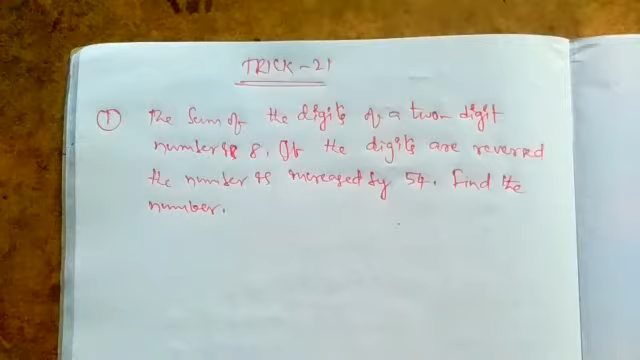 TRICK-21
① The Sum of the digits of a two-digit
number is 8. If the digits are reversed
the number is increased by 54. Find the
number.